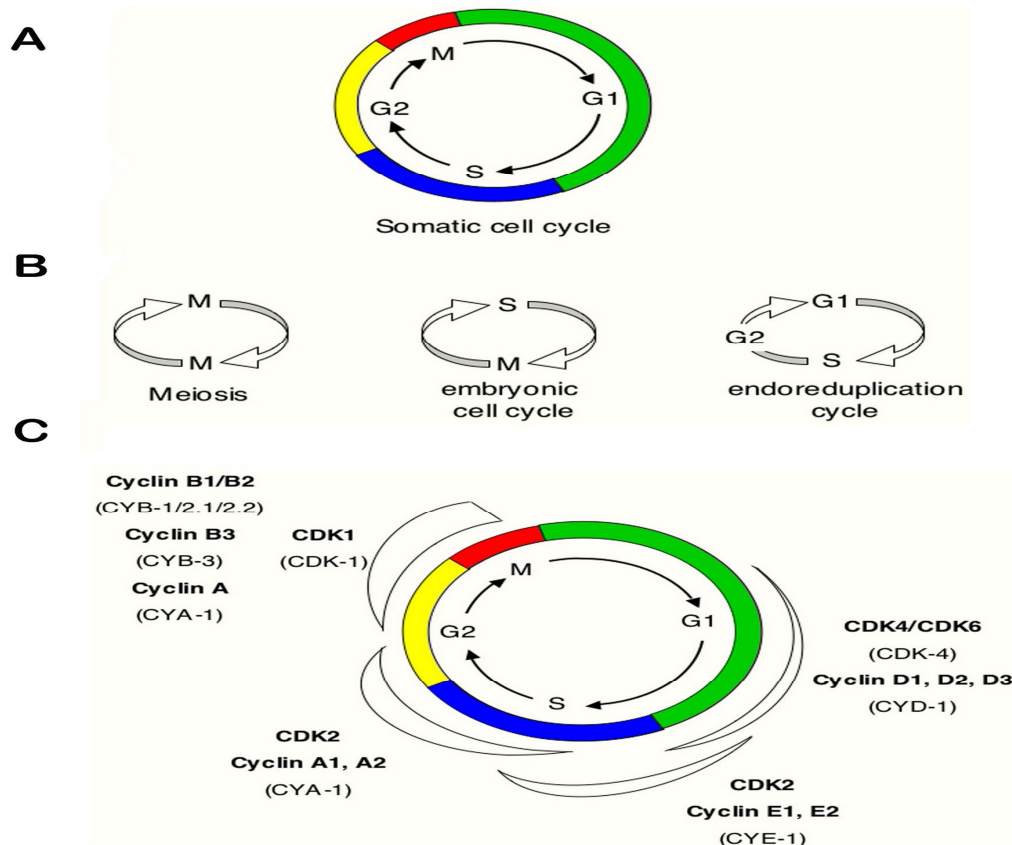 A
M
G1
G2
S
Somatic cell cycle
B
M
M
Meiosis
S
M
embryonic
cell cycle
G1
G2
S
endoreduplication
cycle
C
Cyclin B1/B2
(CYB-1/2.1/2.2)
Cyclin B3
(CYB-3)
Cyclin A
(CYA-1)
CDK1
(CDK-1)
M
G1
G2
S
CDK4/CDK6
(CDK-4)
Cyclin D1, D2, D3
(CYD-1)
CDK2
Cyclin A1, A2
(CYA-1)
CDK2
Cyclin E1, E2
(CYE-1)